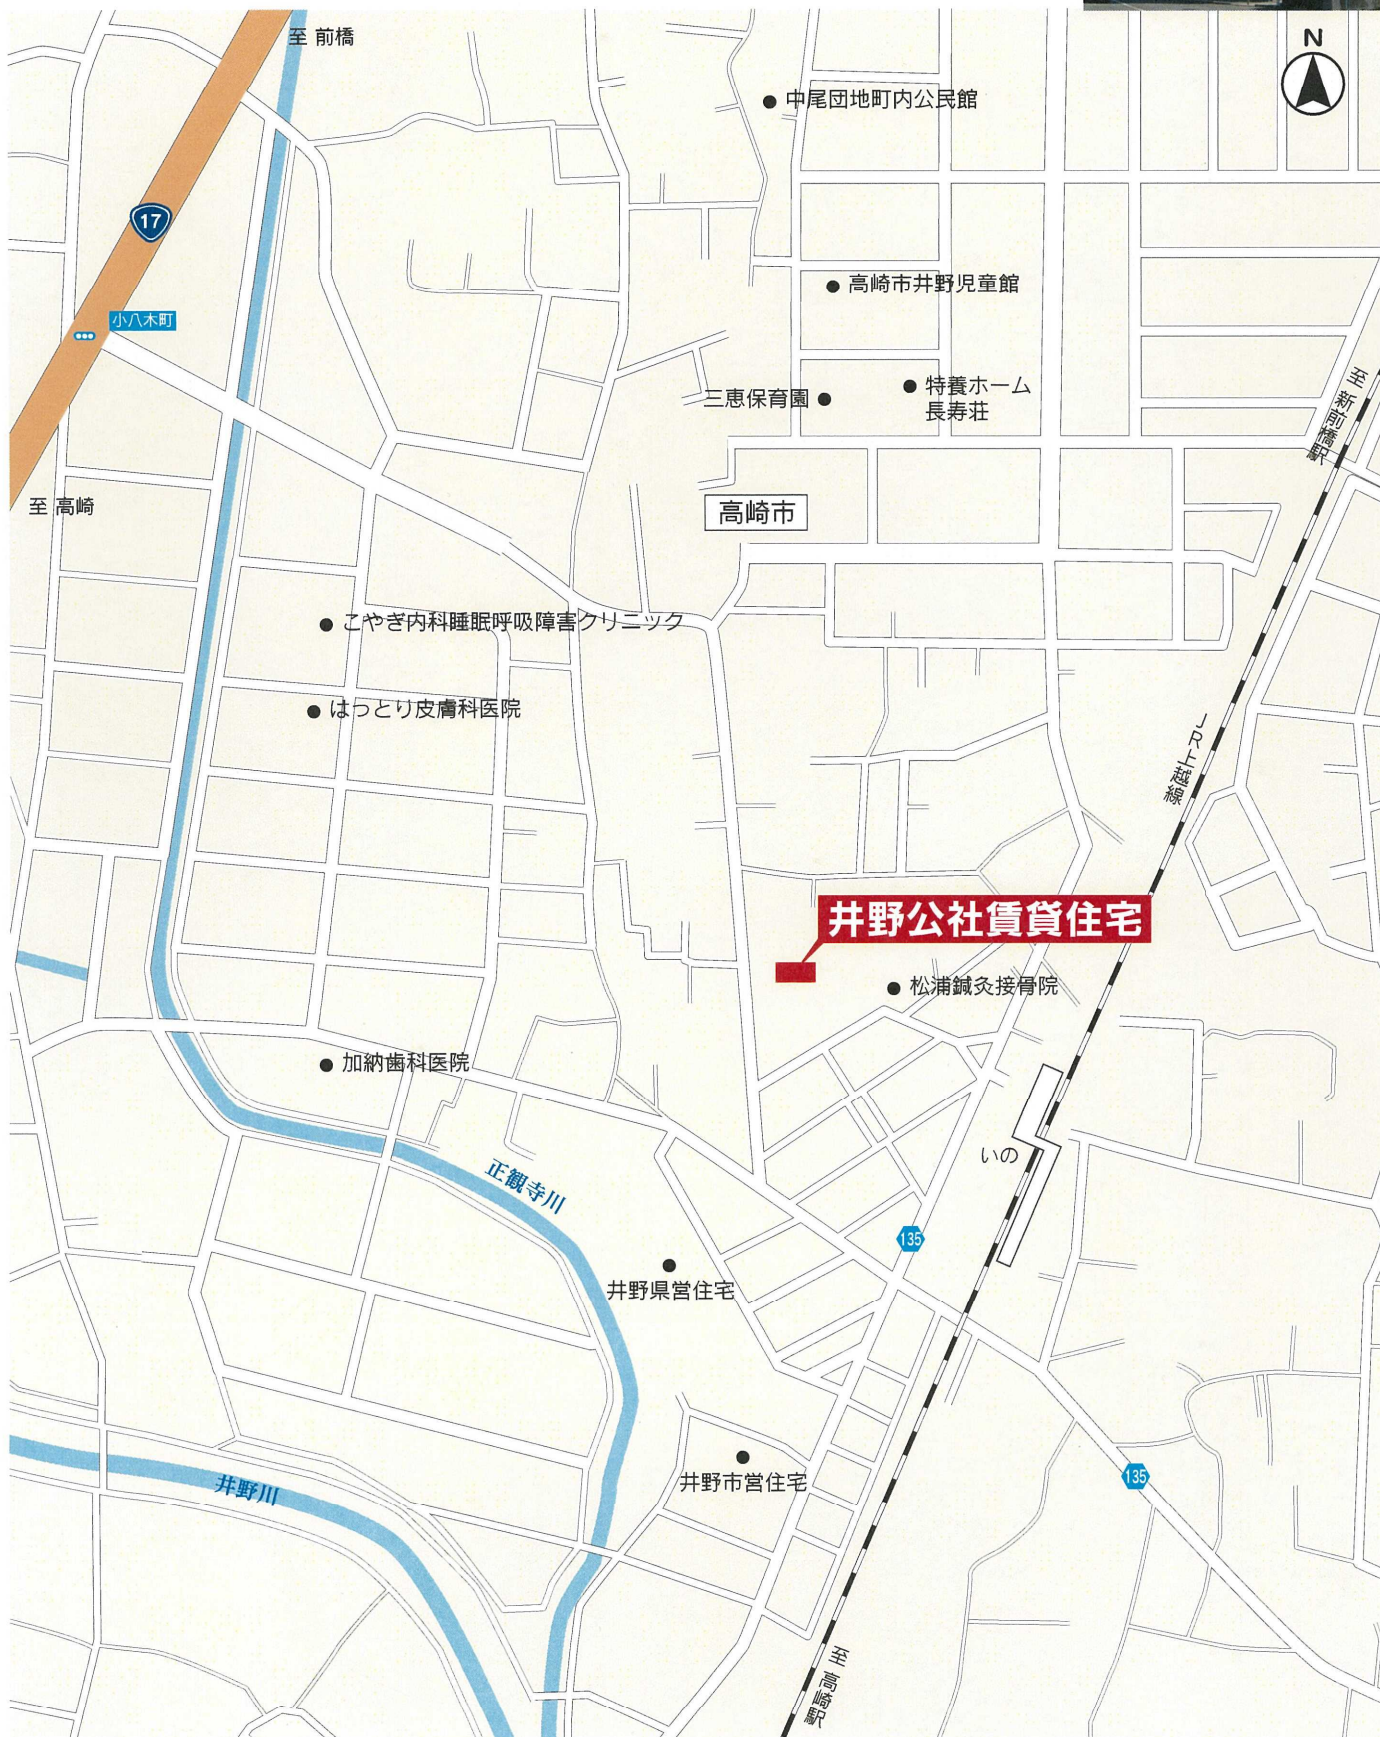 至 前橋
N
中尾団地町内公民館
17
高崎市井野児童館
小八木町
至 新前橋駅
三恵保育園
特養ホーム
長寿荘
至 高崎
高崎市
こやぎ内科睡眠呼吸障害クリニック
はっとり皮膚科医院
JR上越線
井野公社賃貸住宅
松浦鍼灸接骨院
加納歯科医院
いの
正観寺川
135
井野県営住宅
135
井野市営住宅
井野川
至 高崎駅